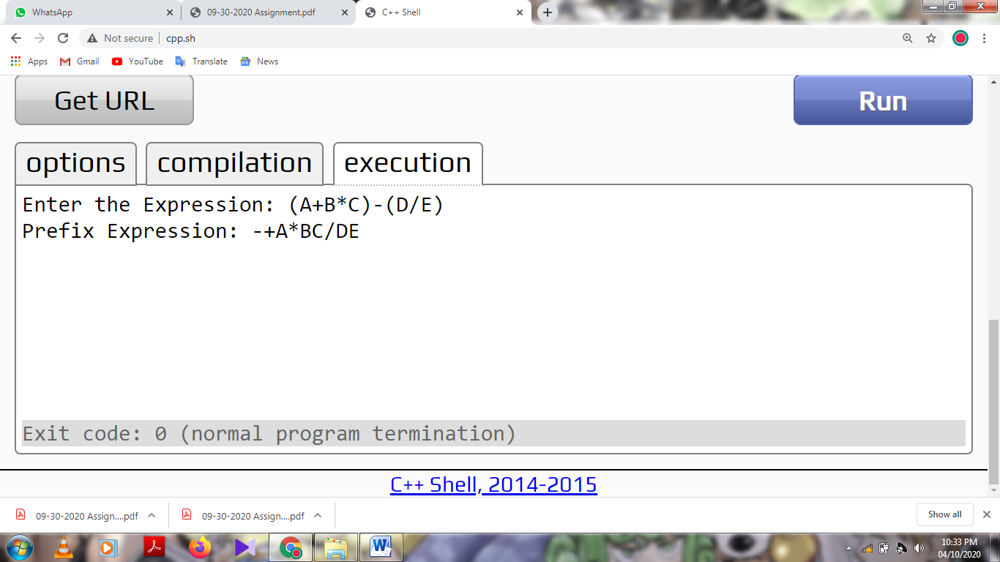 WhatsApp
09-30-2020 Assignment.pdf
C++ Shell
Not secure
cpp.sh
Apps
Gmail
YouTube
Translate
News
Get URL
Run
options
compilation
execution
Enter the Expression: (A+B*C)-(D/E)
Prefix Expression: -+A*BC/DE
Exit code: 0 (normal program termination)
C++ Shell, 2014-2015
09-30-2020 Assign....pdf
09-30-2020 Assign....pdf
Show all
10:33 PM
04/10/2020